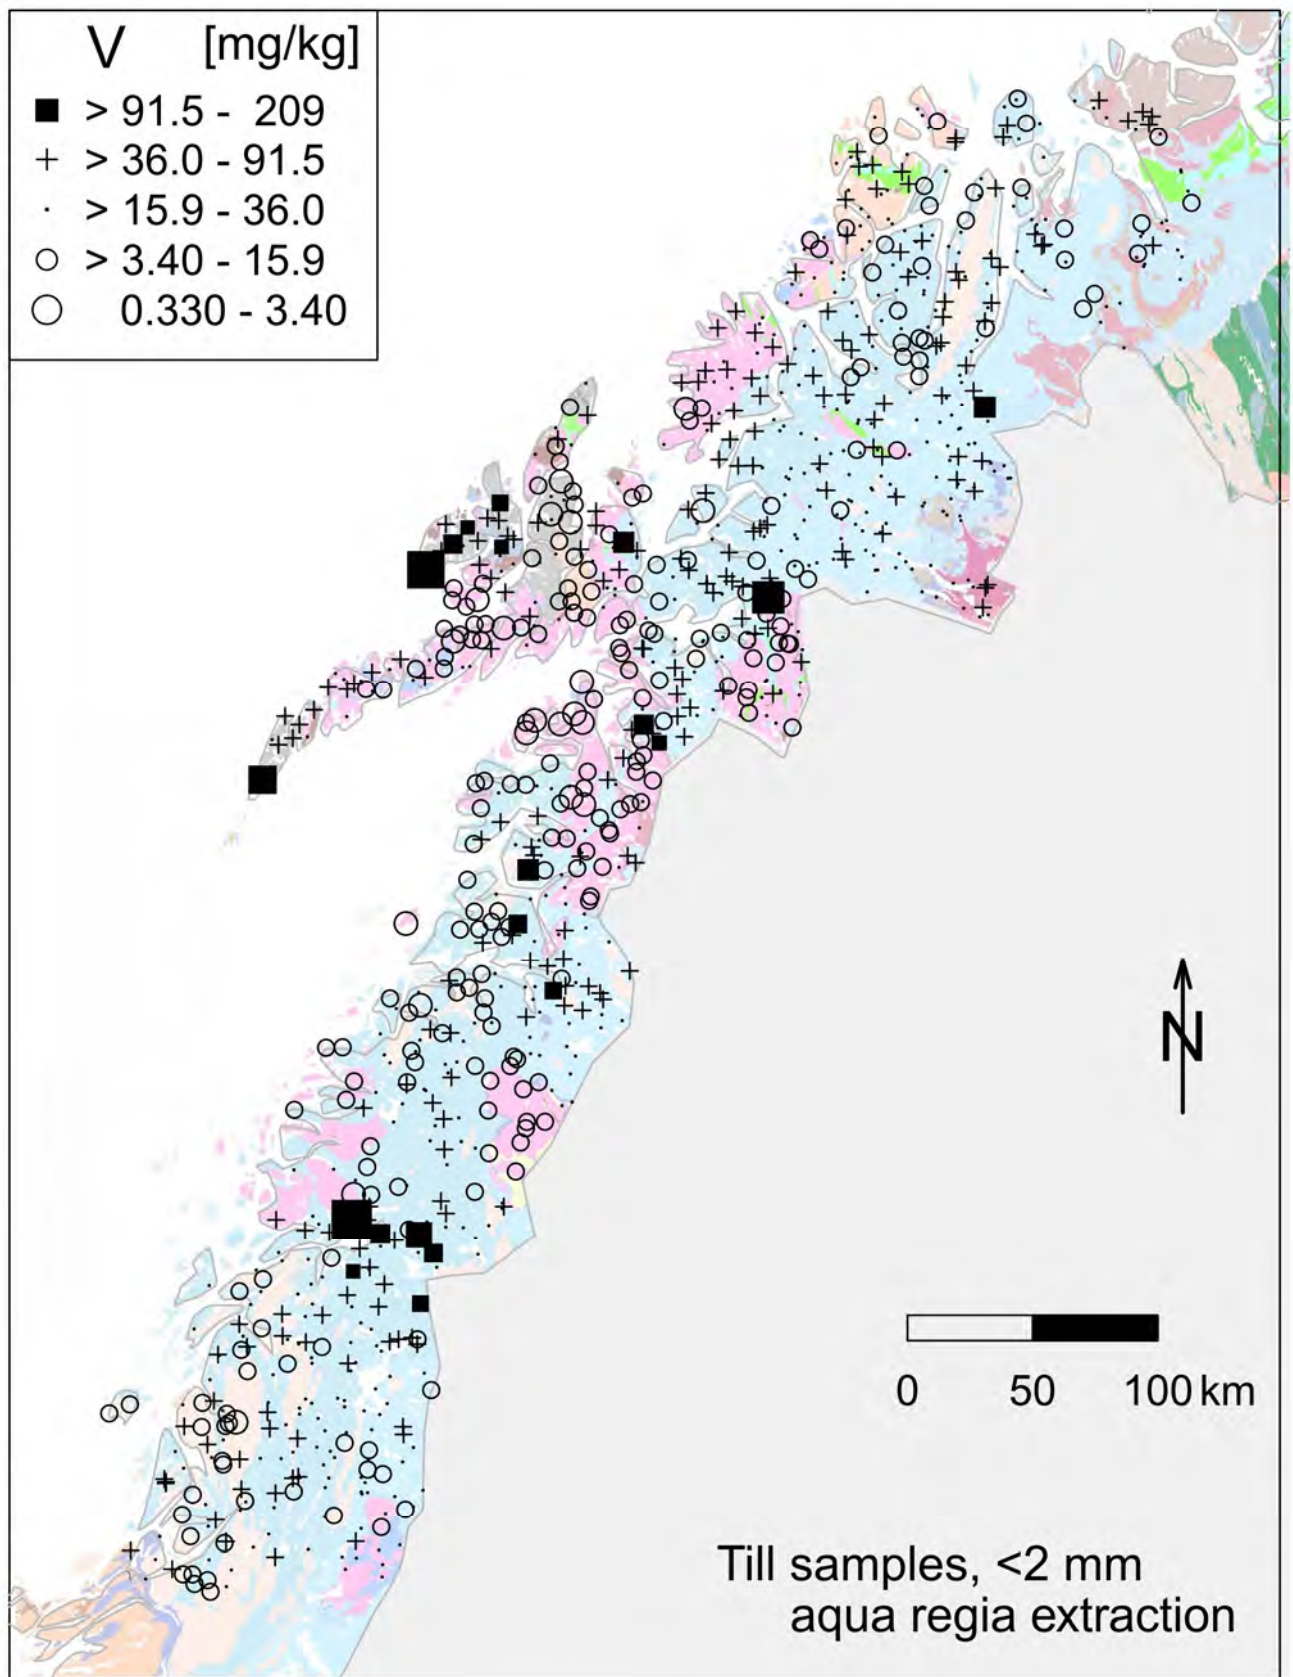 V [mg/kg]
> 91.5 - 209
> 36.0 - 91.5
> 15.9 - 36.0
> 3.40 - 15.9
0.330 - 3.40
N
0 50 100 km
Till samples, <2 mm
aqua regia extraction